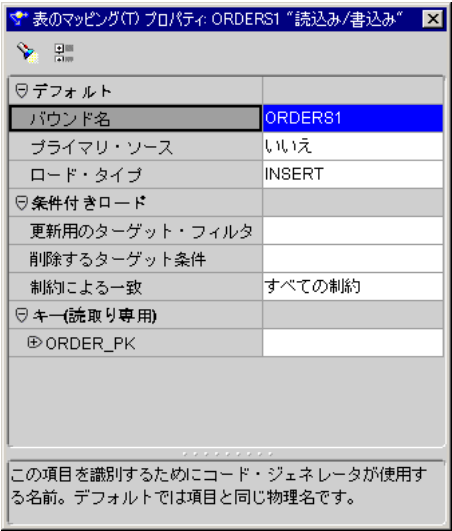 表のマッピング(T) プロパティ: ORDERS1 "読込み/書込み"
デフォルト
バウンド名 ORDERS1
プライマリ・ソース いいえ
ロード・タイプ INSERT
条件付きロード
更新用のターゲット・フィルタ
削除するターゲット条件
制約による一致 すべての制約
キー(読取り専用)
ORDER_PK
この項目を識別するためにコード・ジェネレータが使用す
る名前。デフォルトでは項目と同じ物理名です。